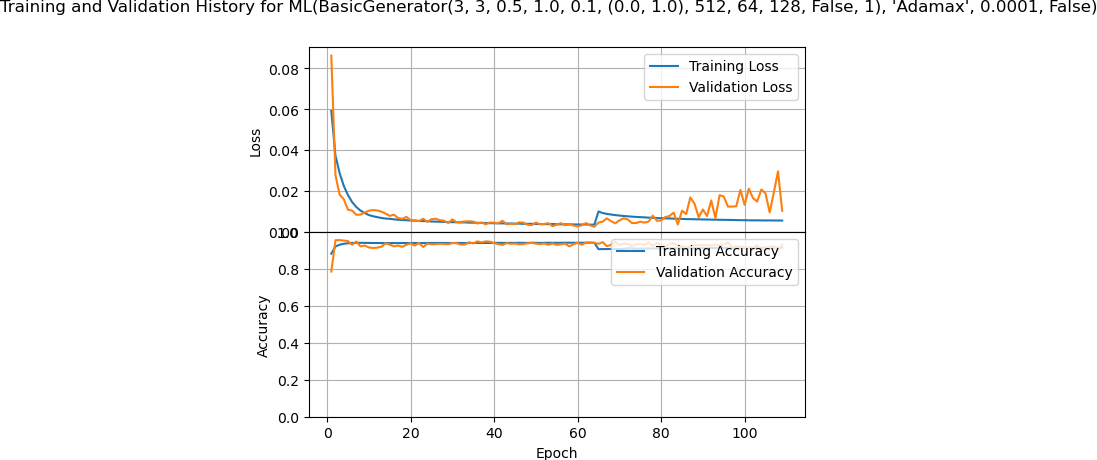 Training and Validation History for ML(BasicGenerator(3, 3, 0.5, 1.0, 0.1, (0.0, 1.0), 512, 64, 128, False, 1), 'Adamax', 0.0001, False)
Loss
0.08
0.06
0.04
0.02
0.00
Training Loss
Validation Loss
Accuracy
1.0
0.8
0.6
0.4
0.2
0.0
Training Accuracy
Validation Accuracy
0 20 40 60 80 100
Epoch